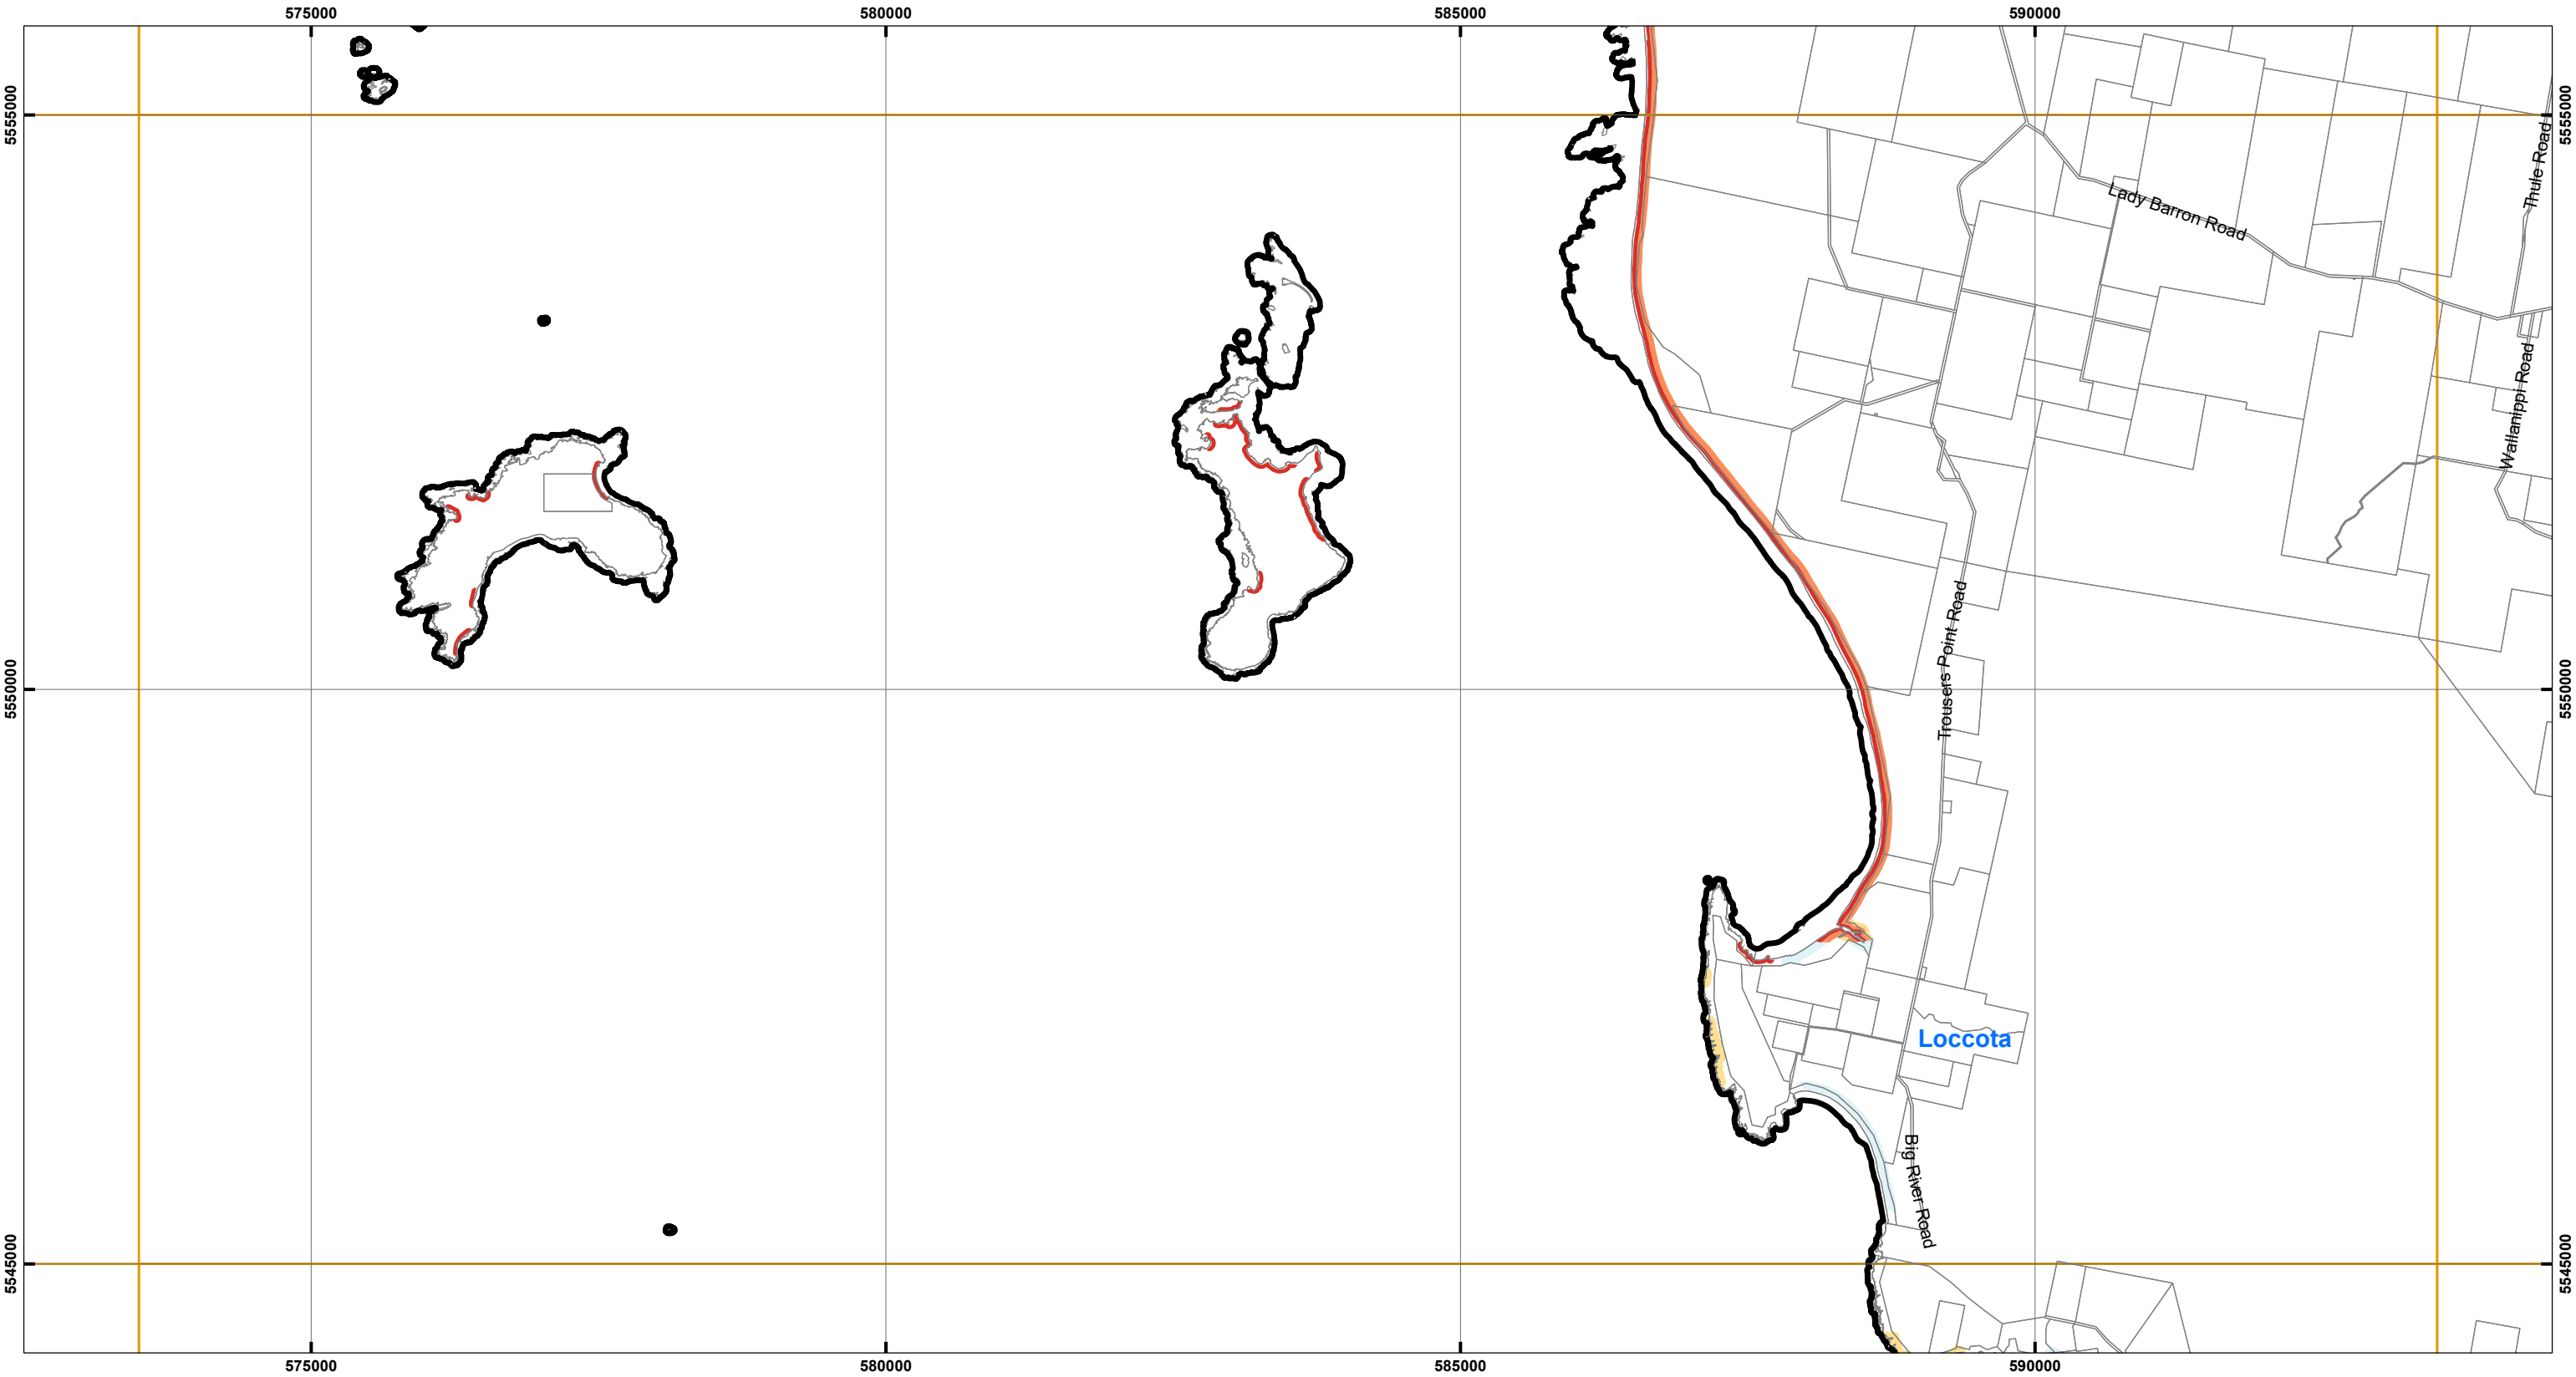 575000 580000 585000 590000
5555000 5555000
Thule Road
Lady Barron Road
Wallanippi Road
Trousers Point Road
5550000 5550000
Loccota
Big River Road
5545000 5545000
575000 580000 585000 590000